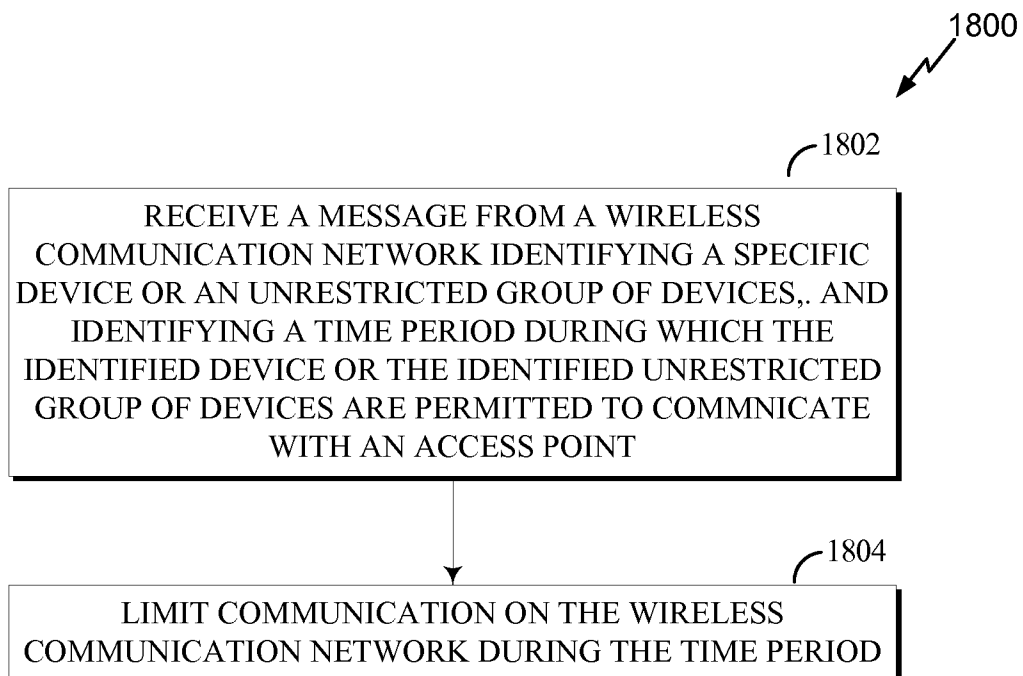 1800
1802
RECEIVE A MESSAGE FROM A WIRELESS
COMMUNICATION NETWORK IDENTIFYING A SPECIFIC
DEVICE OR AN UNRESTRICTED GROUP OF DEVICES,. AND
IDENTIFYING A TIME PERIOD DURING WHICH THE
IDENTIFIED DEVICE OR THE IDENTIFIED UNRESTRICTED
GROUP OF DEVICES ARE PERMITTED TO COMMNICATE
WITH AN ACCESS POINT
1804
LIMIT COMMUNICATION ON THE WIRELESS
COMMUNICATION NETWORK DURING THE TIME PERIOD